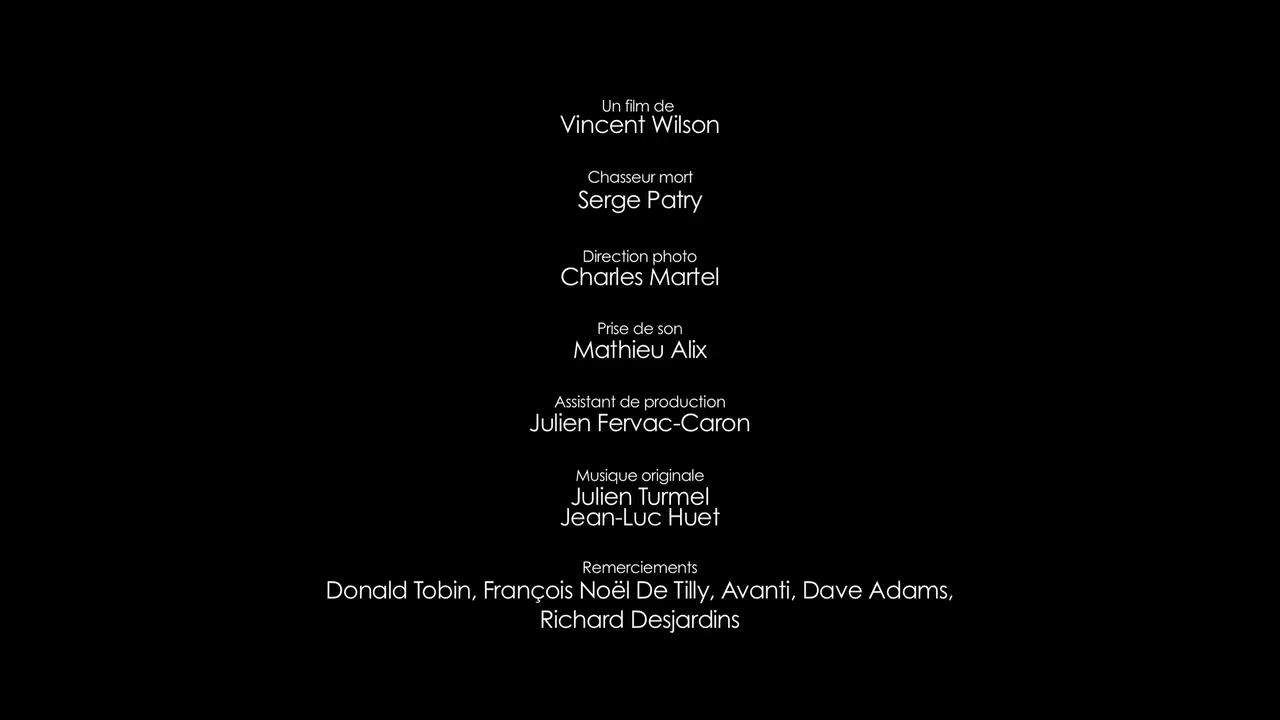 Un film de
Vincent Wilson
Chasseur mort
Serge Patry
Direction photo
Charles Martel
Prise de son
Mathieu Alix
Assistant de production
Julien Fervac-Caron
Musique originale
Julien Turmel
Jean-Luc Huet
Remerciements
Donald Tobin, François Noël De Tilly, Avanti, Dave Adams,
Richard Desjardins